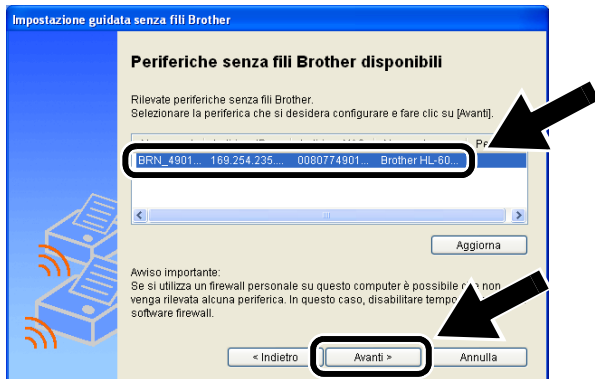 Impostazione guidata senza fili Brother
Periferiche senza fili Brother disponibili
Rilevate periferiche senza fili Brother.
Selezionare la periferica che si desidera configurare e fare clic su [Avanti].
BRN_4901... 169.254.235.... 0080774901... Brother HL-60...
Aggiorna
Avviso importante:
Se si utilizza un firewall personale su questo computer è possibile che non
venga rilevata alcuna periferica. In questo caso, disabilitare
software firewall.
< Indietro Avanti > Annulla